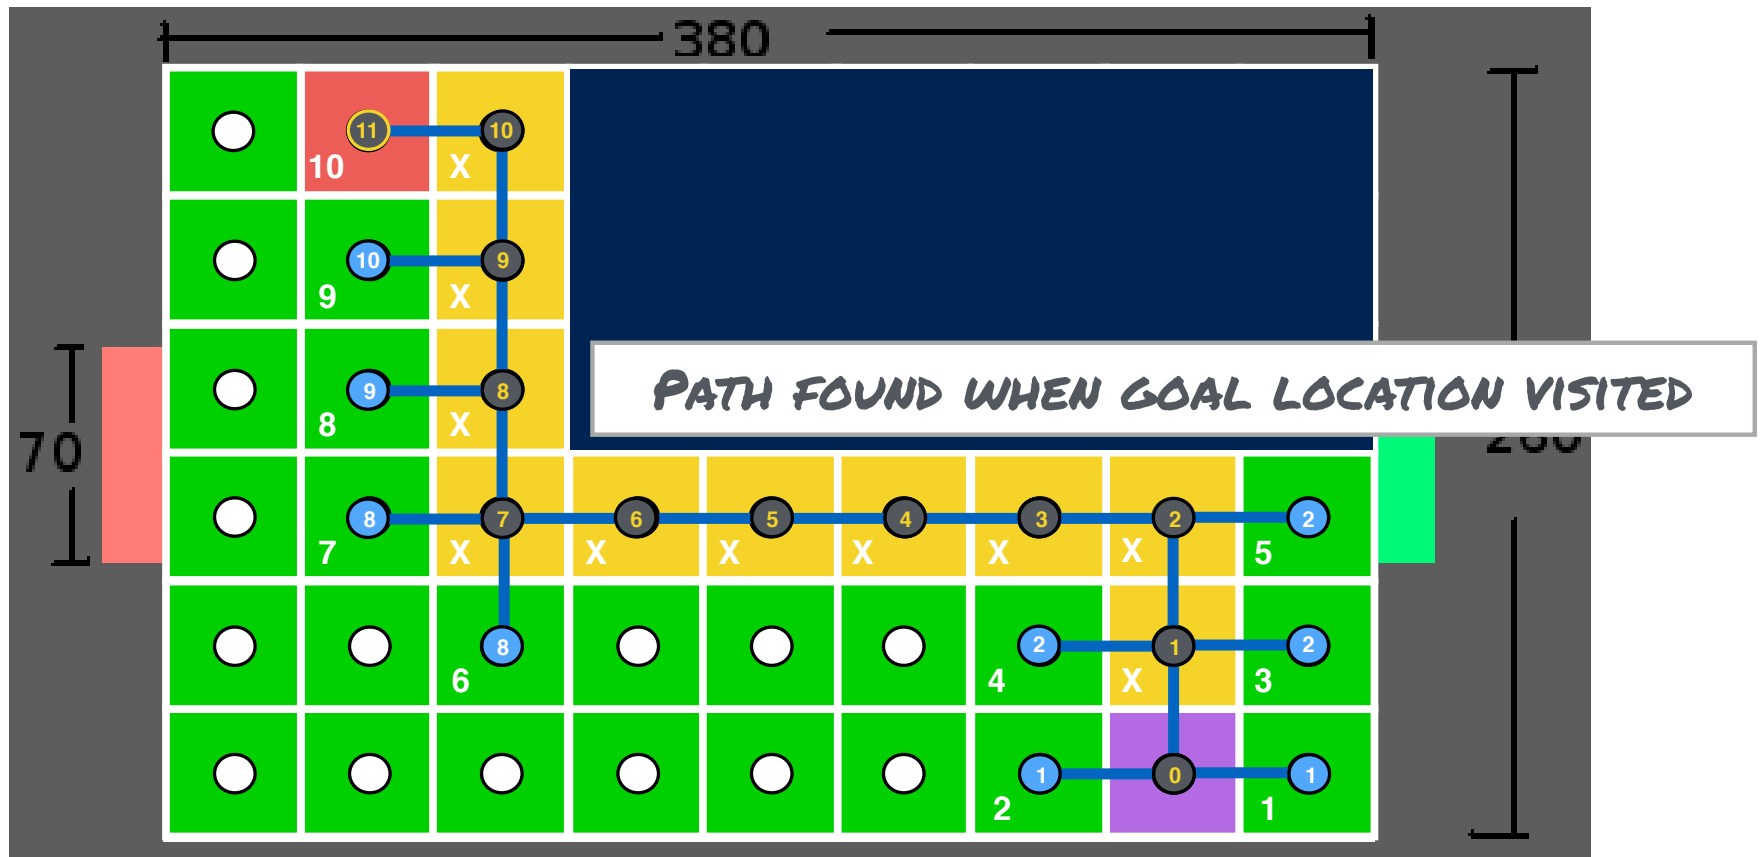 380
11 10
10 X
10 9
9 X
9 8
8 X
PATH FOUND WHEN GOAL LOCATION VISITED
70
8 7 6 5 4 3 2 2
7 X X X X X X 5
8 2 1 2
6 4 X 3
1 0 1
2 1